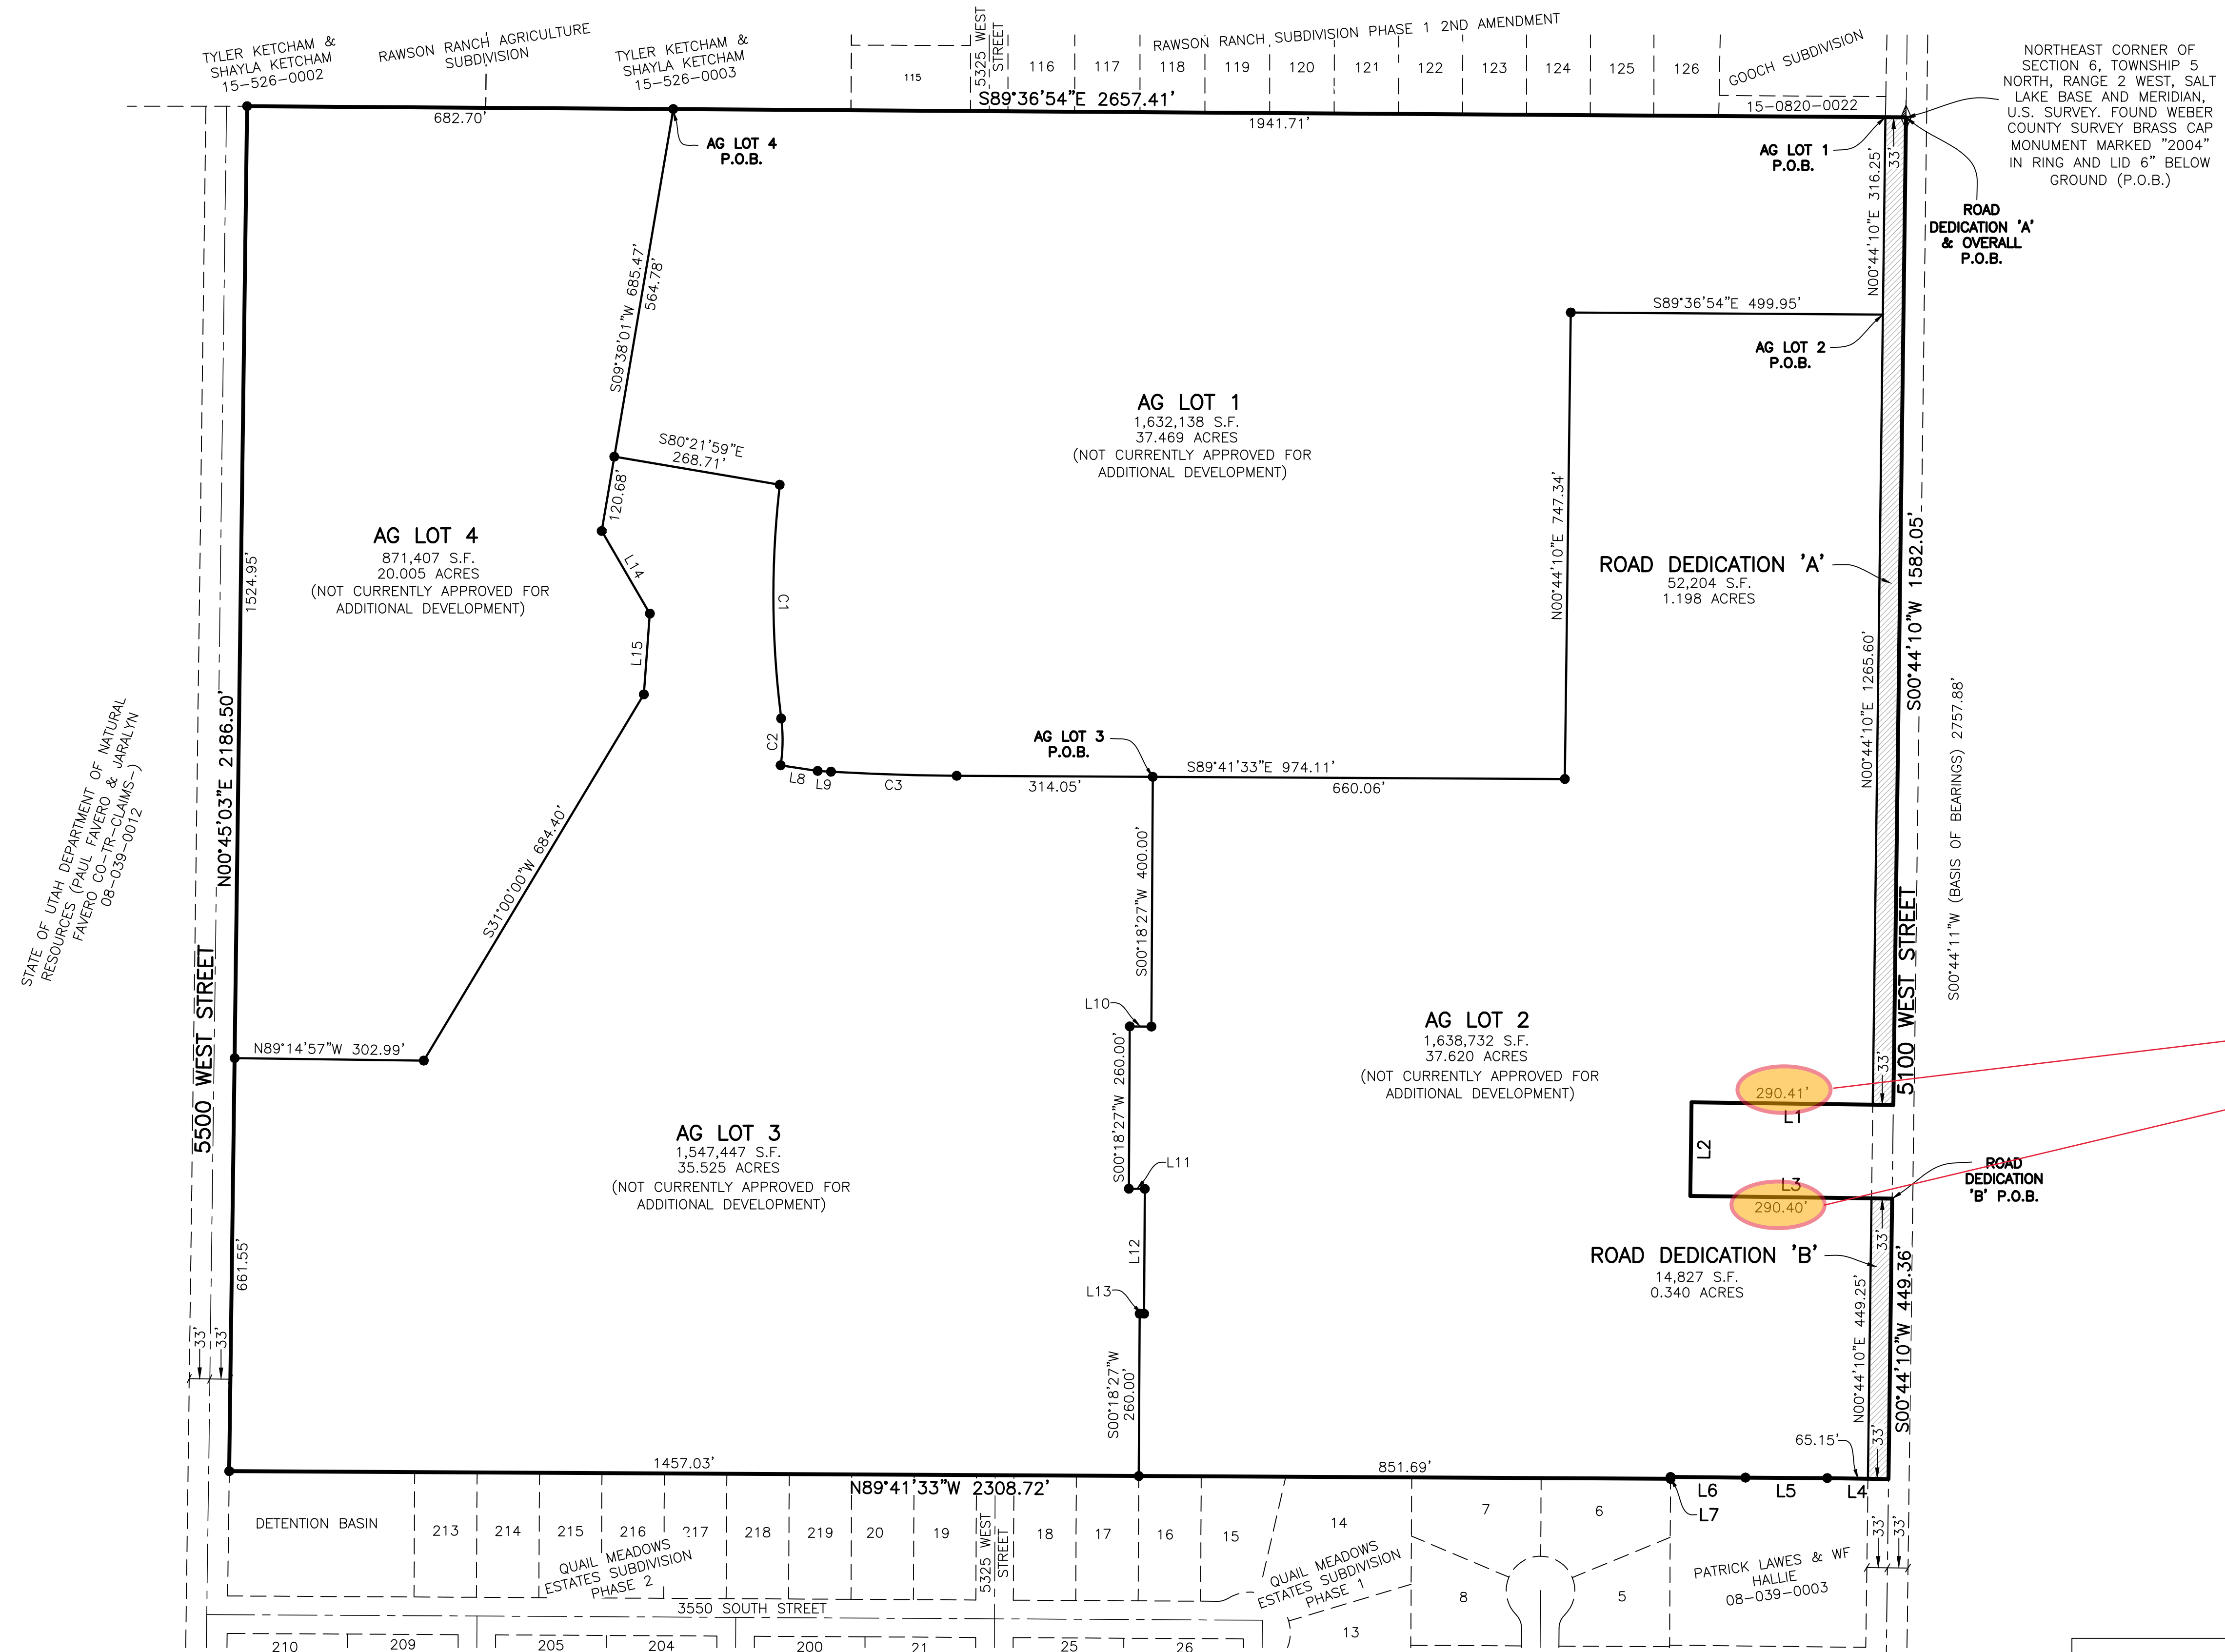 TYLER KETCHAM &
SHAYLA KETCHAM
15-526-0002
RAWSON RANCH AGRICULTURE
SUBDIVISION
TYLER KETCHAM &
SHAYLA KETCHAM
15-526-0003
115
5325 WEST
STREET
RAWSON RANCH SUBDIVISION PHASE 1 2ND AMENDMENT
116
117
118
119
120
121
122
123
124
125
126
GOOCH SUBDIVISION
15-0820-0022
NORTHEAST CORNER OF
SECTION 6, TOWNSHIP 5
NORTH, RANGE 2 WEST, SALT
LAKE BASE AND MERIDIAN,
U.S. SURVEY. FOUND WEBER
COUNTY SURVEY BRASS CAP
MONUMENT MARKED "2004"
IN RING AND LID 6" BELOW
GROUND (P.O.B.)
S89°36'54"E 2657.41'
682.70'
1941.71'
AG LOT 4
P.O.B.
AG LOT 1
P.O.B.
33'
N00°44'10"E 316.25'
ROAD
DEDICATION 'A'
& OVERALL
P.O.B.
S09°38'01"W 685.47'
564.78'
S89°36'54"E 499.95'
AG LOT 2
P.O.B.
AG LOT 1
1,632,138 S.F.
37.469 ACRES
(NOT CURRENTLY APPROVED FOR
ADDITIONAL DEVELOPMENT)
S80°21'59"E
268.71'
120.68'
N00°44'10"E 747.34'
AG LOT 4
871,407 S.F.
20.005 ACRES
(NOT CURRENTLY APPROVED FOR
ADDITIONAL DEVELOPMENT)
1524.95'
L14
L15
C1
C2
L8
L9
C3
ROAD DEDICATION 'A'
52,204 S.F.
1.198 ACRES
S00°44'10"W 1582.05'
N00°44'10"E 1265.60'
S00°44'11"W (BASIS OF BEARINGS) 2757.88'
AG LOT 3
P.O.B.
S89°41'33"E 974.11'
314.05'
660.06'
STATE OF UTAH DEPARTMENT OF NATURAL
RESOURCES (PAUL FAVERO & JARALYN
FAVERO CO-TR-CLAIMS-)
08-039-0012
N00°45'03"E 2186.50'
S31°00'00"W 684.40'
S00°18'27"W 400.00'
5500 WEST STREET
5100 WEST STREET
N89°14'57"W 302.99'
L10
S00°18'27"W 260.00'
AG LOT 2
1,638,732 S.F.
37.620 ACRES
(NOT CURRENTLY APPROVED FOR
ADDITIONAL DEVELOPMENT)
33'
290.41'
L1
L2
L3
290.40'
AG LOT 3
1,547,447 S.F.
35.525 ACRES
(NOT CURRENTLY APPROVED FOR
ADDITIONAL DEVELOPMENT)
L11
L12
L13
ROAD
DEDICATION
'B' P.O.B.
33'
ROAD DEDICATION 'B'
14,827 S.F.
0.340 ACRES
N00°44'10"E 449.25'
S00°44'10"W 449.36'
661.55'
33'
33'
S00°18'27"W
260.00'
65.15'
33'
1457.03'
N89°41'33"W 2308.72'
851.69'
L6
L5
L4
L7
DETENTION BASIN
213
214
215
216
217
218
219
20
19
5325 WEST
STREET
18
17
16
15
14
7
6
33'
33'
QUAIL MEADOWS
ESTATES SUBDIVISION
PHASE 2
QUAIL MEADOWS
ESTATES SUBDIVISION
PHASE 1
PATRICK LAWES & WF
HALLIE
08-039-0003
8
5
3550 SOUTH STREET
13
210
209
205
204
200
21
25
26